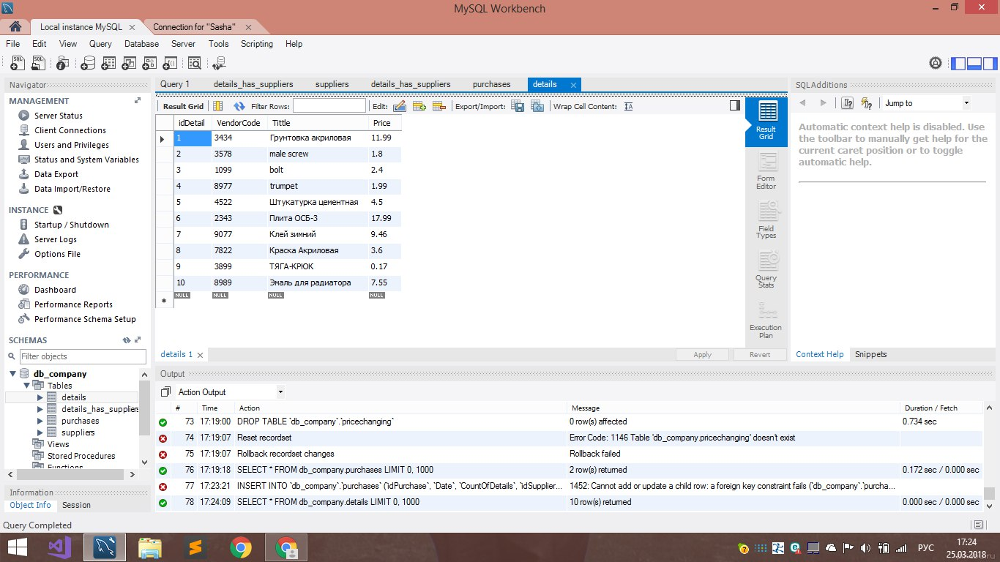 MySQL Workbench
Local instance MySQL
Connection for "Sasha"
File Edit View Query Database Server Tools Scripting Help
Navigator
MANAGEMENT
Server Status
Client Connections
Users and Privileges
Status and System Variables
Data Export
Data Import/Restore
INSTANCE
Startup / Shutdown
Server Logs
Options File
PERFORMANCE
Dashboard
Performance Reports
Performance Schema Setup
SCHEMAS
Filter objects
db_company
Tables
details
details_has_suppliers
purchases
suppliers
Views
Stored Procedures
Functions
Information
Object Info Session
Query Completed
Query 1 details_has_suppliers suppliers details_has_suppliers purchases details
Result Grid Filter Rows: Edit: Export/Import: Wrap Cell Content:
idDetail VendorCode Tittle Price
1 3434 Грунтовка акриловая 11.99
2 3578 male screw 1.8
3 1099 bolt 2.4
4 8977 trumpet 1.99
5 4522 Штукатурка цементная 4.5
6 2343 Плита ОСБ-3 17.99
7 9077 Клей зимний 9.46
8 7822 Краска Акриловая 3.6
9 3899 ТЯГА-КРЮК 0.17
10 8989 Эмаль для радиатора 7.55
NULL NULL NULL NULL
Result
Grid
Form
Editor
Field
Types
Query
Stats
Execution
Plan
details 1
Apply Revert
SQLAdditions
Jump to
Automatic context help is disabled. Use
the toolbar to manually get help for the
current caret position or to toggle
automatic help.
Context Help Snippets
Output
Action Output
# Time Action Message Duration / Fetch
73 17:19:00 DROP TABLE `db_company`.`pricechanging` 0 row(s) affected 0.734 sec
74 17:19:07 Reset recordset Error Code: 1146 Table 'db_company.pricechanging' doesn't exist
75 17:19:07 Rollback recordset changes Rollback failed
76 17:19:18 SELECT * FROM db_company.purchases LIMIT 0, 1000 2 row(s) returned 0.172 sec / 0.000 sec
77 17:23:21 INSERT INTO `db_company`.`purchases` (`idPurchase`, `Date`, `CountOfDetails`, `idSupplier... 1452: Cannot add or update a child row: a foreign key constraint fails (`db_company`.`purcha...
78 17:24:09 SELECT * FROM db_company.details LIMIT 0, 1000 10 row(s) returned 0.000 sec / 0.000 sec
РУС
17:24
25.03.2018